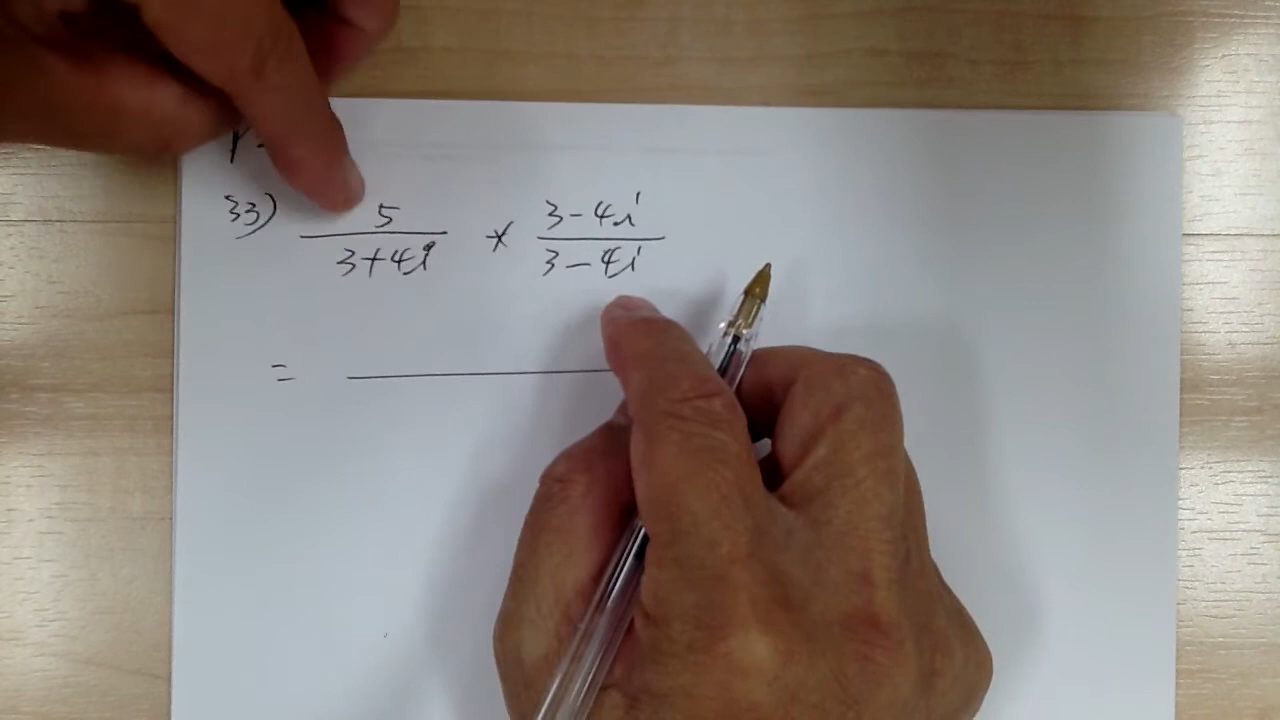 33) 5/(3+4i) × (3-4i)/(3-4i)
=